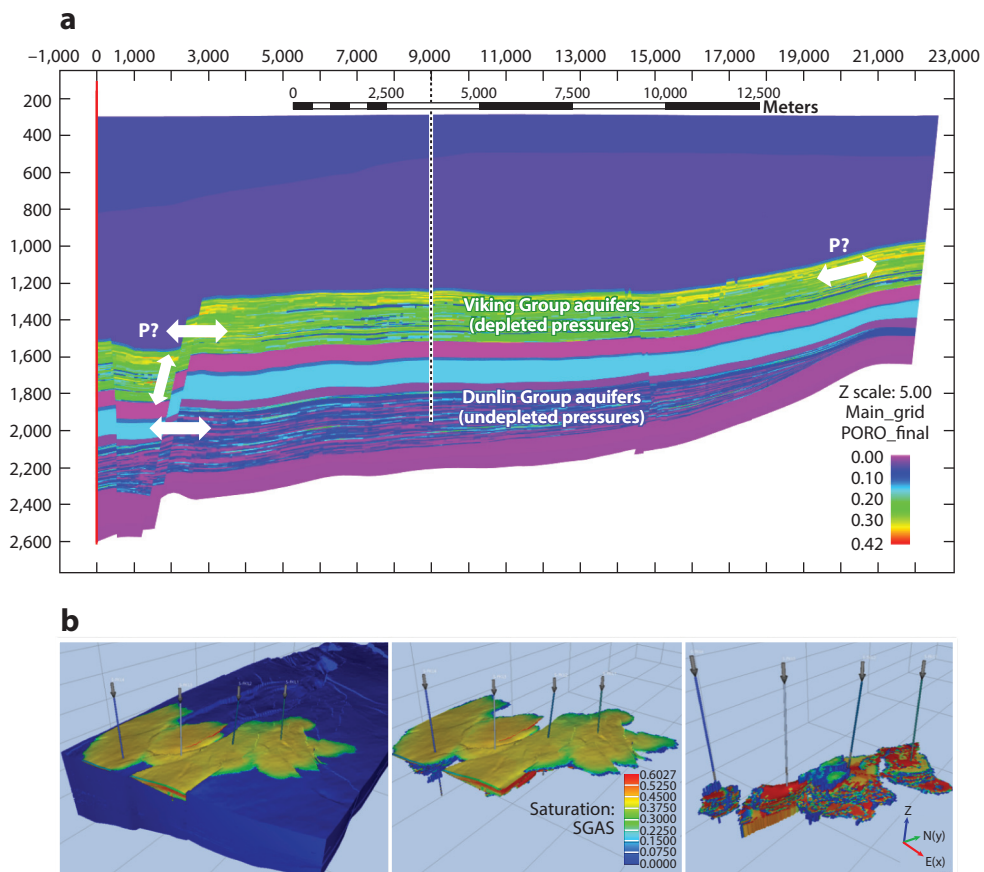 a
−1,000 0 1,000 3,000 5,000 7,000 9,000 11,000 13,000 15,000 17,000 19,000 21,000 23,000
0 2,500 5,000 7,500 10,000 12,500
Meters
200
400
600
800
1,000
1,200
1,400
1,600
1,800
2,000
2,200
2,400
2,600
P?
P?
Viking Group aquifers
(depleted pressures)
Dunlin Group aquifers
(undepleted pressures)
Z scale: 5.00
Main_grid
PORO_final
0.00
0.10
0.20
0.30
0.42
b
Saturation:
SGAS
0.6027
0.5250
0.4500
0.3750
0.3000
0.2250
0.1500
0.0750
0.0000
Z
N(y)
E(x)